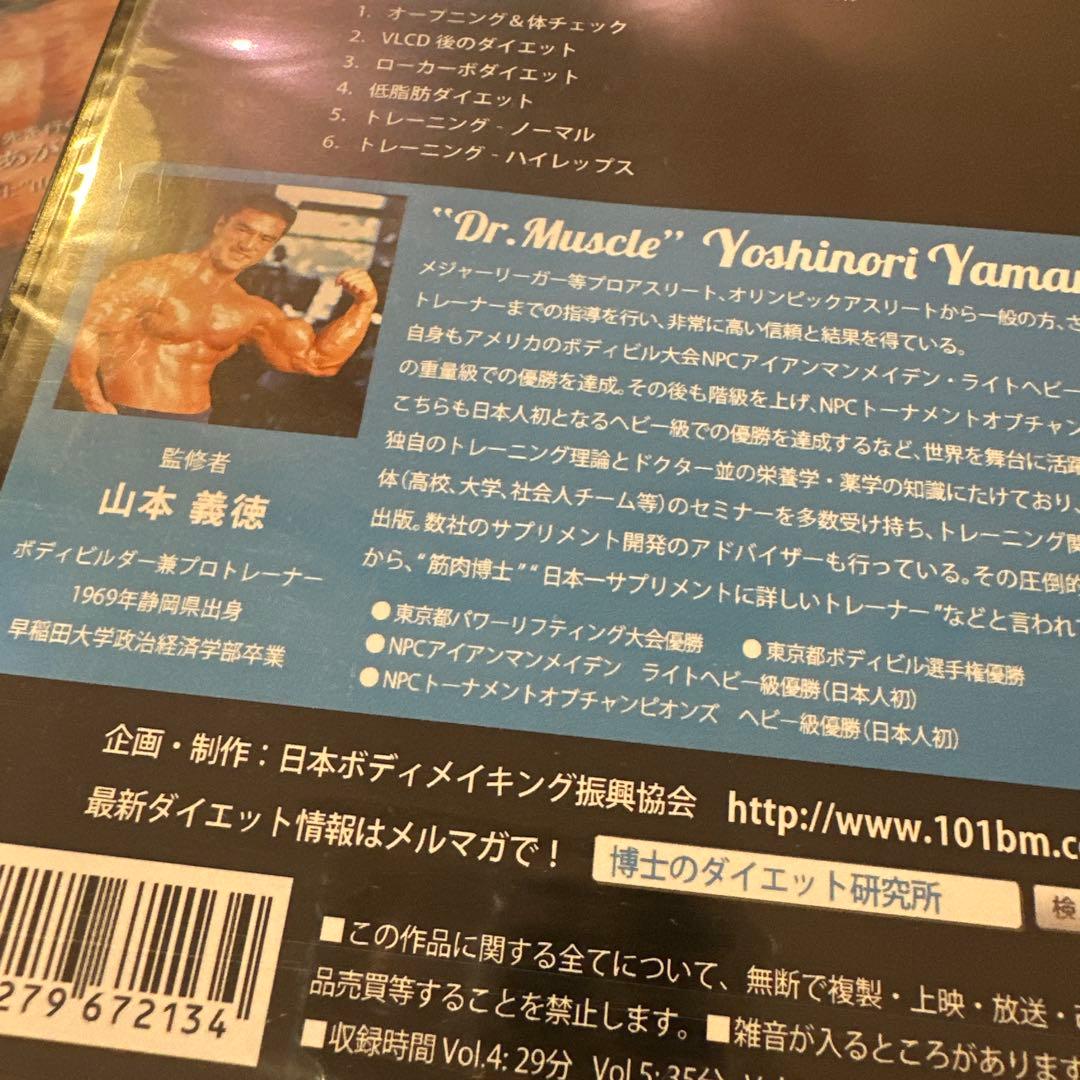 1. オープニング＆体チェック
2. VLCD 後のダイエット
3. ローカーボダイエット
4. 低脂肪ダイエット
5. トレーニング - ノーマル
6. トレーニング - ハイレップス
“Dr.Muscle” Yoshinori Yama
メジャーリーガー等プロアスリート、オリンピックアスリートから一般の方、さ
トレーナーまでの指導を行い、非常に高い信頼と結果を得ている。
自身もアメリカのボディビル大会NPCアイアンマンメイデン・ライトヘビー
の重量級での優勝を達成。その後も階級を上げ、NPCトーナメントオブチャン
こちらも日本人初となるヘビー級での優勝を達成するなど、世界を舞台に活躍
独自のトレーニング理論とドクター並の栄養学・薬学の知識にたけており、
体（高校、大学、社会人チーム等）のセミナーを多数受け持ち、トレーニング関
出版。数社のサプリメント開発のアドバイザーも行っている。その圧倒的
から、“筋肉博士”“日本一サプリメントに詳しいトレーナー”などと言われて
●東京都パワーリフティング大会優勝 ●東京都ボディビル選手権優勝
●NPCアイアンマンメイデン ライトヘビー級優勝（日本人初）
●NPCトーナメントオブチャンピオンズ ヘビー級優勝（日本人初）
監修者
山本 義徳
ボディビルダー兼プロトレーナー
1969年静岡県出身
早稲田大学政治経済学部卒業
企画・制作：日本ボディメイキング振興協会 http://www.101bm.c
最新ダイエット情報はメルマガで！ 博士のダイエット研究所 検
279672134
■この作品に関する全てについて、無断で複製・上映・放送・
品売買等することを禁止します。■雑音が入るところがあります
■収録時間 Vol.4: 29分 Vol.5: 35分